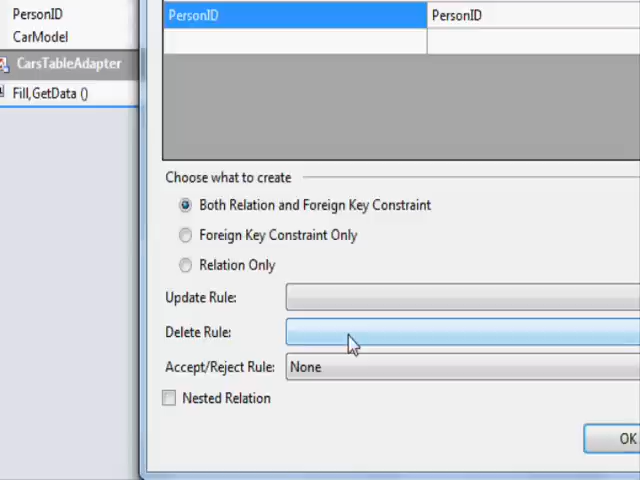 PersonID
CarModel
CarsTableAdapter
Fill,GetData ()
PersonID PersonID
Choose what to create
Both Relation and Foreign Key Constraint
Foreign Key Constraint Only
Relation Only
Update Rule:
Delete Rule:
Accept/Reject Rule: None
Nested Relation
OK